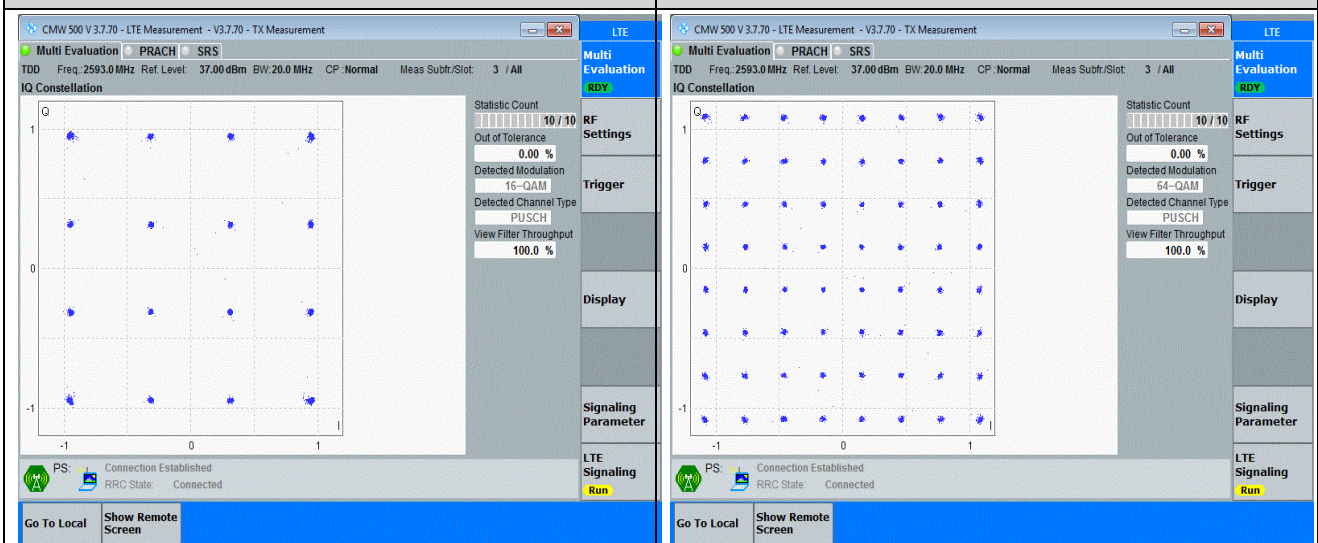 CMW 500 V 3.7.70 - LTE Measurement - V3.7.70 - TX Measurement
LTE
Multi Evaluation PRACH SRS
Multi
Evaluation
RDY
TDD Freq.: 2593.0 MHz Ref. Level: 37.00 dBm BW: 20.0 MHz CP : Normal Meas Subfr./Slot: 3 / All
IQ Constellation
Q
1
0
-1
-1 0 1
I
Statistic Count
10 / 10
Out of Tolerance
0.00 %
Detected Modulation
16-QAM
Detected Channel Type
PUSCH
View Filter Throughput
100.0 %
RF
Settings
Trigger
Display
Signaling
Parameter
LTE
Signaling
Run
PS: Connection Established
RRC State: Connected
Go To Local
Show Remote
Screen
CMW 500 V 3.7.70 - LTE Measurement - V3.7.70 - TX Measurement
LTE
Multi Evaluation PRACH SRS
Multi
Evaluation
RDY
TDD Freq.: 2593.0 MHz Ref. Level: 37.00 dBm BW: 20.0 MHz CP : Normal Meas Subfr./Slot: 3 / All
IQ Constellation
Q
1
0
-1
-1 0 1
I
Statistic Count
10 / 10
Out of Tolerance
0.00 %
Detected Modulation
64-QAM
Detected Channel Type
PUSCH
View Filter Throughput
100.0 %
RF
Settings
Trigger
Display
Signaling
Parameter
LTE
Signaling
Run
PS: Connection Established
RRC State: Connected
Go To Local
Show Remote
Screen